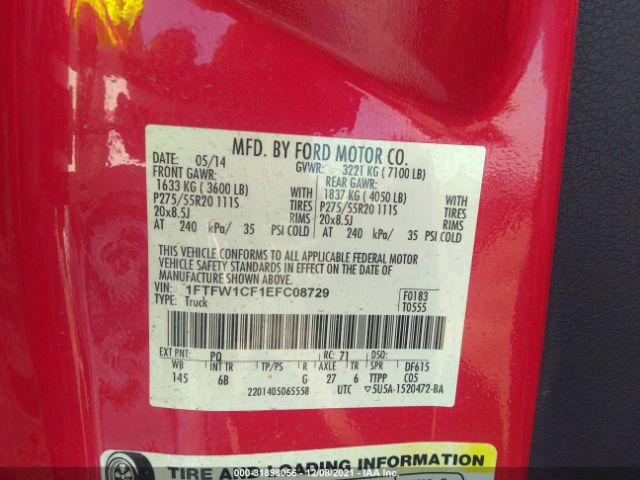 MFD. BY FORD MOTOR CO.
DATE: 05/14 GVWR: 3221 KG ( 7100 LB)
FRONT GAWR: REAR GAWR:
1633 KG ( 3600 LB) WITH 1837 KG ( 4050 LB) WITH
P275/55R20 111S TIRES P275/55R20 111S TIRES
20x8.5J RIMS 20x8.5J RIMS
AT 240 kPa/ 35 PSI COLD AT 240 kPa/ 35 PSI COLD
THIS VEHICLE CONFORMS TO ALL APPLICABLE FEDERAL MOTOR
VEHICLE SAFETY STANDARDS IN EFFECT ON THE DATE OF
MANUFACTURE SHOWN ABOVE.
VIN: 1FTFW1CF1EFC08729 F0183
TYPE: Truck T0555
EXT PNT: PQ RC: 71 DSO:
WB INT TR TP/PS R AXLE TR SPR DF615
145 6B G 27 6 TTPP C05
2201405065558 UTC ▽5U5A-1520472-BA
TIRE AND LOADING INFORMATION
000-31898056 - 12/08/2021 - IAAI.COM